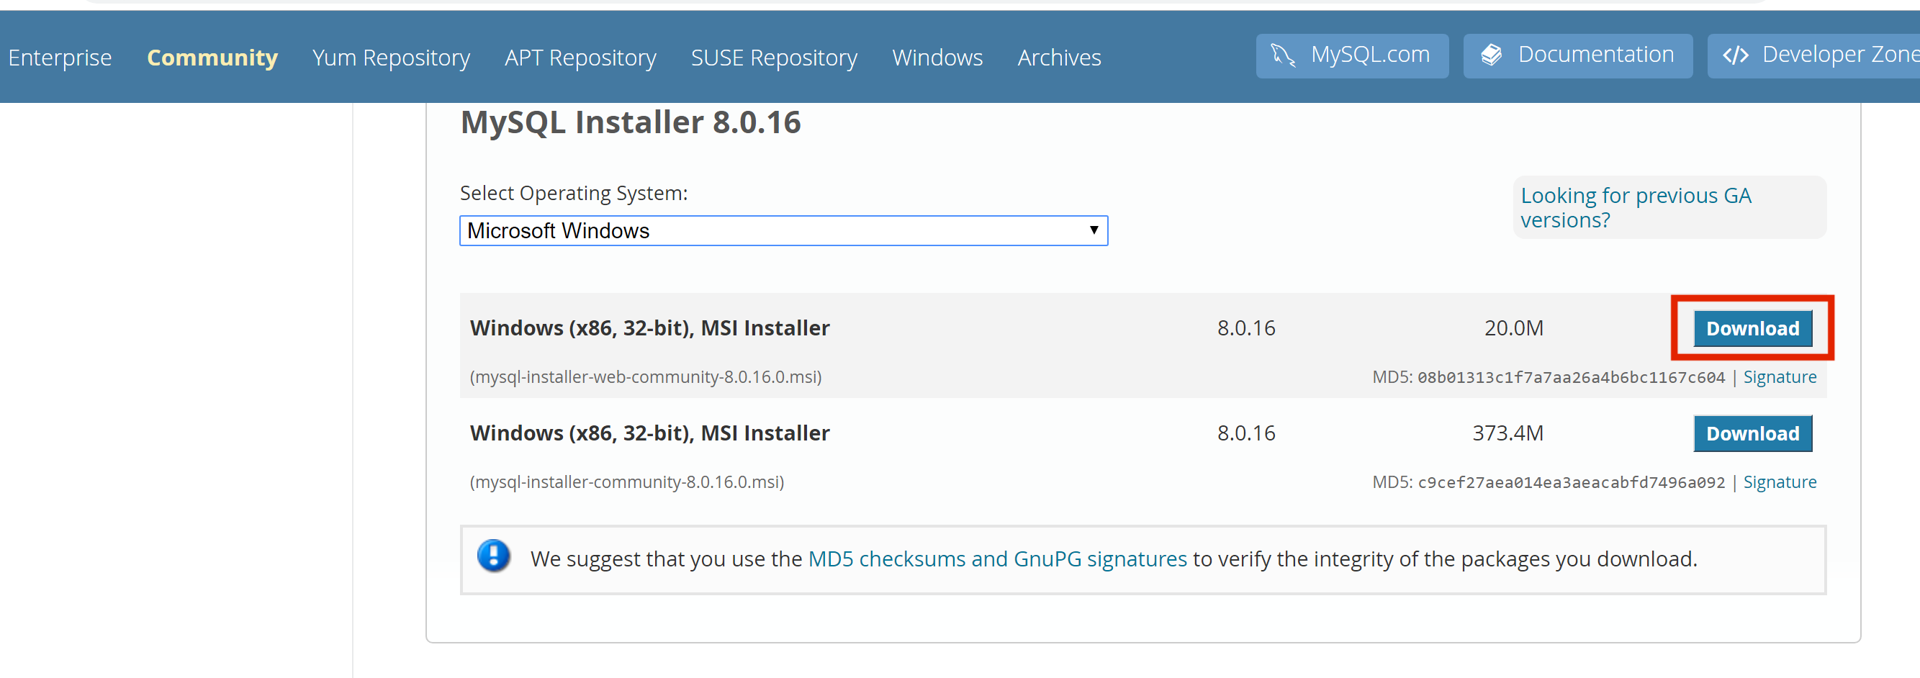 Enterprise Community Yum Repository APT Repository SUSE Repository Windows Archives MySQL.com Documentation </> Developer Zone
MySQL Installer 8.0.16
Select Operating System:
Microsoft Windows
Looking for previous GA
versions?
Windows (x86, 32-bit), MSI Installer 8.0.16 20.0M Download
(mysql-installer-web-community-8.0.16.0.msi) MD5: 08b01313c1f7a7aa26a4b6bc1167c604 | Signature
Windows (x86, 32-bit), MSI Installer 8.0.16 373.4M Download
(mysql-installer-community-8.0.16.0.msi) MD5: c9cef27aea014ea3aeacabfd7496a092 | Signature
We suggest that you use the MD5 checksums and GnuPG signatures to verify the integrity of the packages you download.